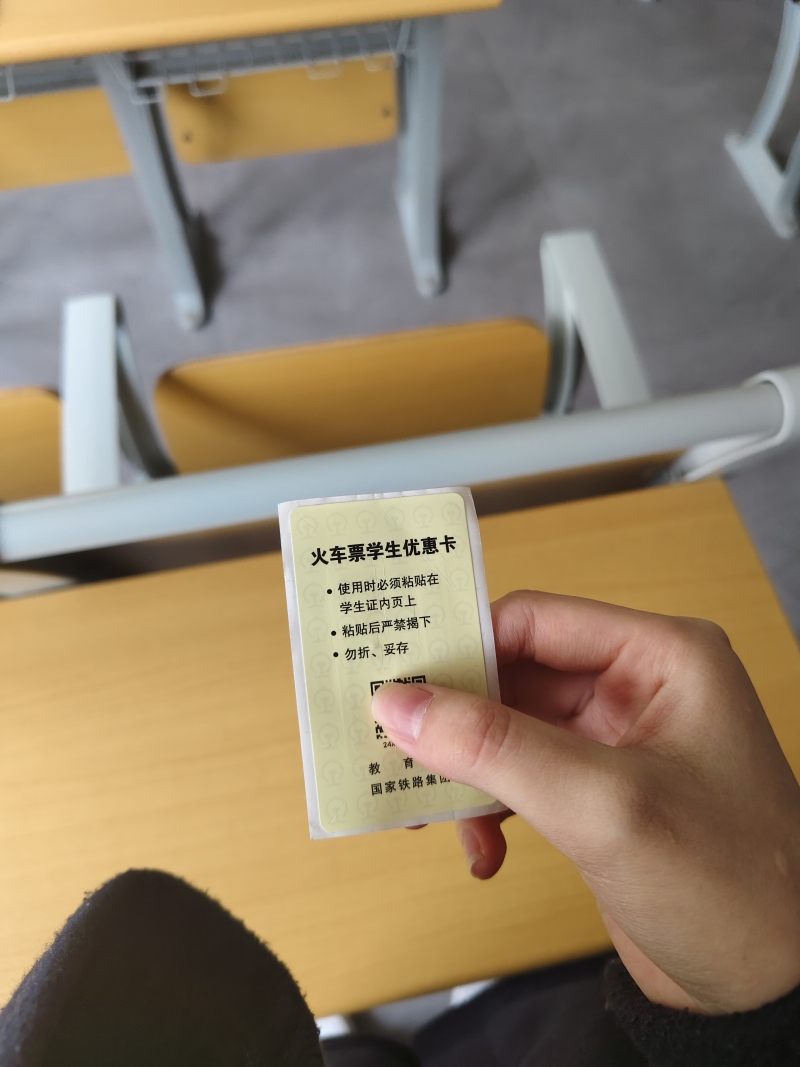 火车票学生优惠卡
• 使用时必须粘贴在
学生证内页上
• 粘贴后严禁揭下
• 勿折、妥存
教 育
国家铁路集团